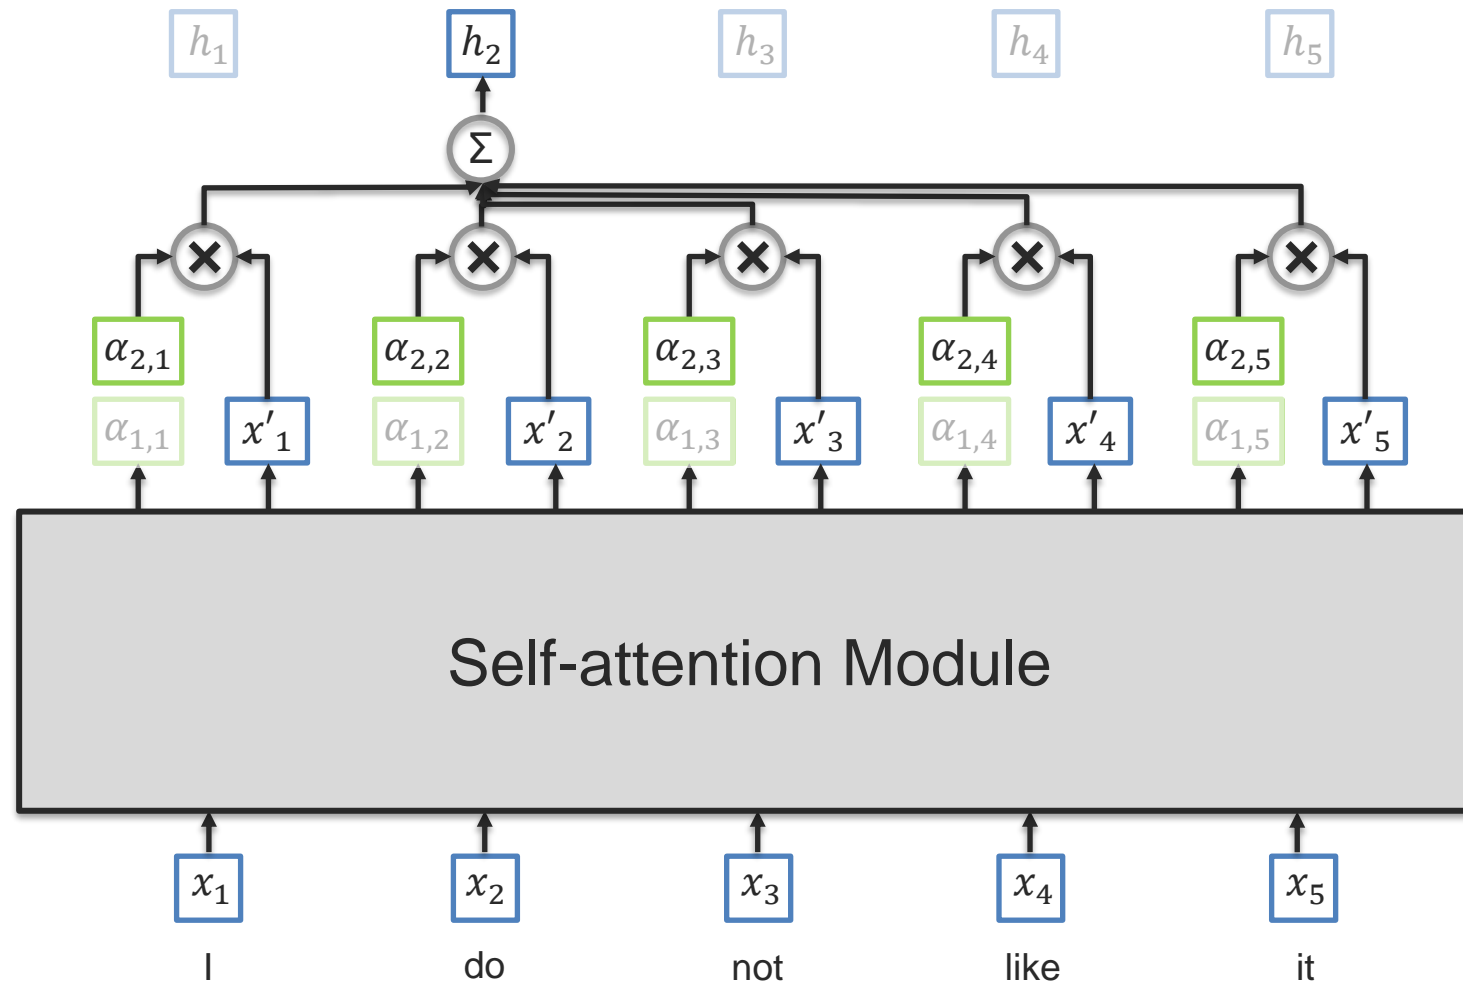 h₁ h₂ h₃ h₄ h₅
Σ
α₂,₁ α₂,₂ α₂,₃ α₂,₄ α₂,₅
α₁,₁ x′₁ α₁,₂ x′₂ α₁,₃ x′₃ α₁,₄ x′₄ α₁,₅ x′₅
Self-attention Module
x₁ x₂ x₃ x₄ x₅
I do not like it